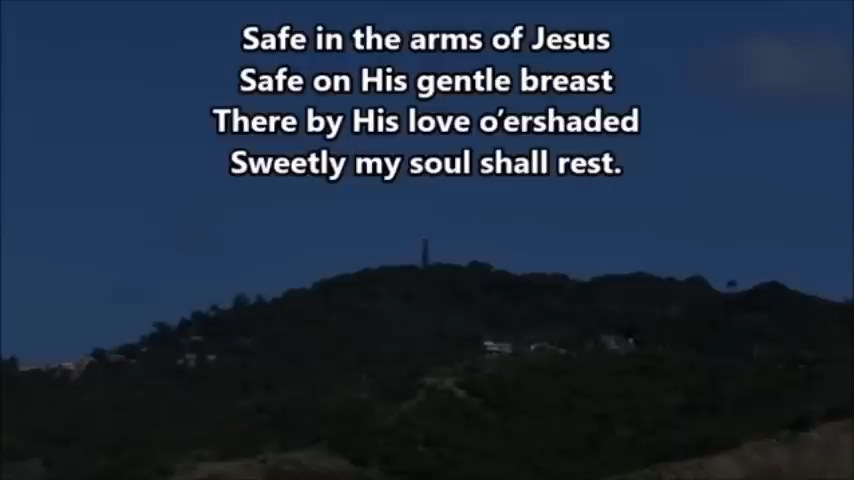 Safe in the arms of Jesus
Safe on His gentle breast
There by His love o’ershaded
Sweetly my soul shall rest.